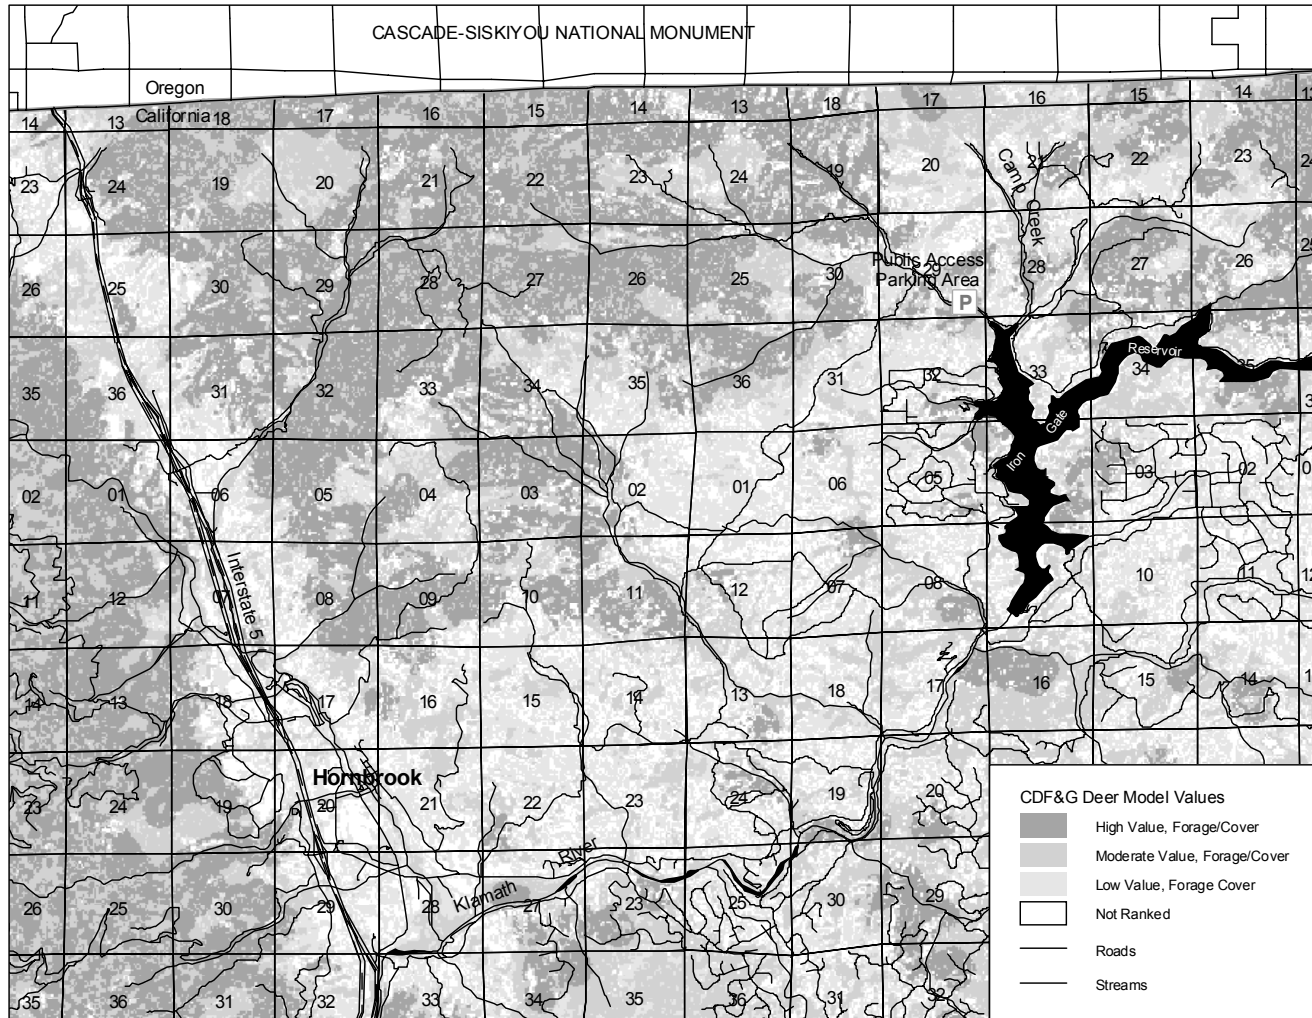 CASCADE-SISKIYOU NATIONAL MONUMENT
Oregon
California
14 13 18 17 16 15 14 13 18 17 16 15 14 13
23 24 19 20 21 22 23 24 19 20 21 22 23 24
Camp Creek
26 25 30 29 28 27 26 25 30 29 28 27 26 25
Public Access
Parking Area
P
35 36 31 32 33 34 35 36 31 32 33 34 35
Reservoir
Gate
Iron
02 01 06 05 04 03 02 01 06 05 03 02
Interstate 5
11 12 07 08 09 10 11 12 07 08 10 11 12
14 13 18 17 16 15 14 13 18 17 16 15 14
Hornbrook
23 24 19 20 21 22 23 24 19 20
Klamath River
26 25 30 29 28 27 23 25 30 29
35 36 31 32 33 34 35 36 31 32
CDF&G Deer Model Values
High Value, Forage/Cover
Moderate Value, Forage/Cover
Low Value, Forage Cover
Not Ranked
Roads
Streams